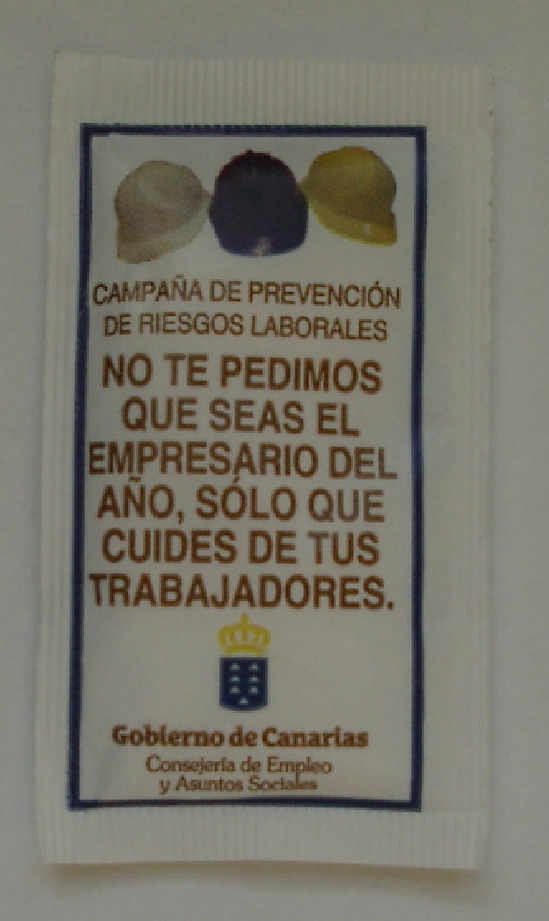 CAMPAÑA DE PREVENCIÓN
DE RIESGOS LABORALES
NO TE PEDIMOS
QUE SEAS EL
EMPRESARIO DEL
AÑO, SÓLO QUE
CUIDES DE TUS
TRABAJADORES.
Gobierno de Canarias
Consejería de Empleo
y Asuntos Sociales